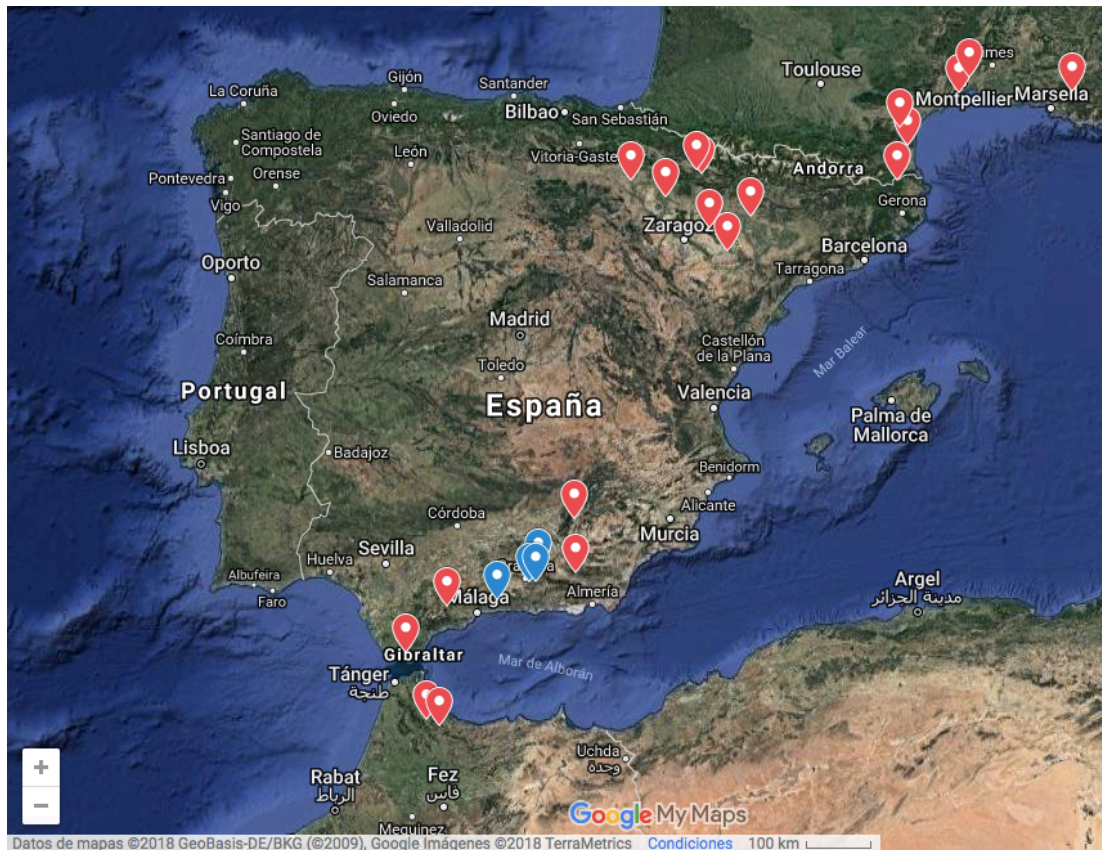 Toulouse
Montpellier
Marsella
Gijón
Santander
La Coruña
Oviedo
Bilbao
San Sebastián
Santiago de
Compostela
León
Andorra
Pontevedra
Orense
Gerona
Vigo
Valladolid
Barcelona
Oporto
Tarragona
Salamanca
Madrid
Coímbra
Castellón
de la Plana
Mar Balear
Toledo
Portugal
España
Valencia
Palma de
Mallorca
Lisboa
Badajoz
Benidorm
Alicante
Córdoba
Murcia
Sevilla
Huelva
Albufeira
Faro
Málaga
Almería
Argel
مدينة الجزائر
Gibraltar
Mar de Alborán
Tánger
طنجة
Uchda
وجدة
Rabat
الرباط
Fez
فاس
Mequinez
+
−
Google My Maps
Datos de mapas ©2018 GeoBasis-DE/BKG (©2009), Google Imágenes ©2018 TerraMetrics Condiciones 100 km